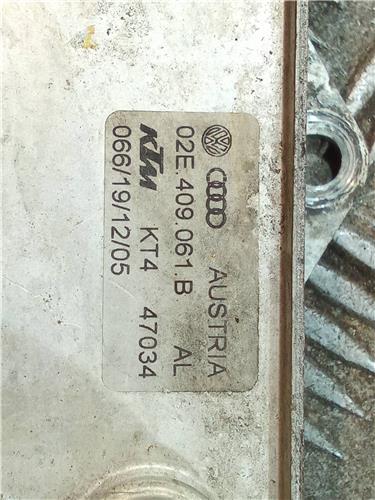 AUSTRIA
02E.409.061.B AL
KTM KT4 47034
066/19/12/05